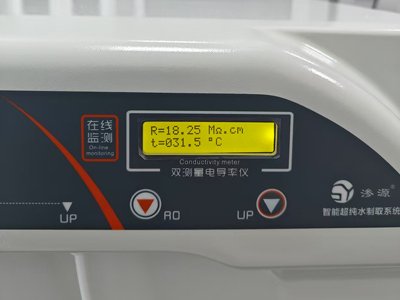 在线
监测
On-line
monitoring
R=18.25 MΩ.cm
t=031.5 °C
Conductivity meter
双测量电导率仪
UP
RO
UP
渗源
智能超纯水制取系统